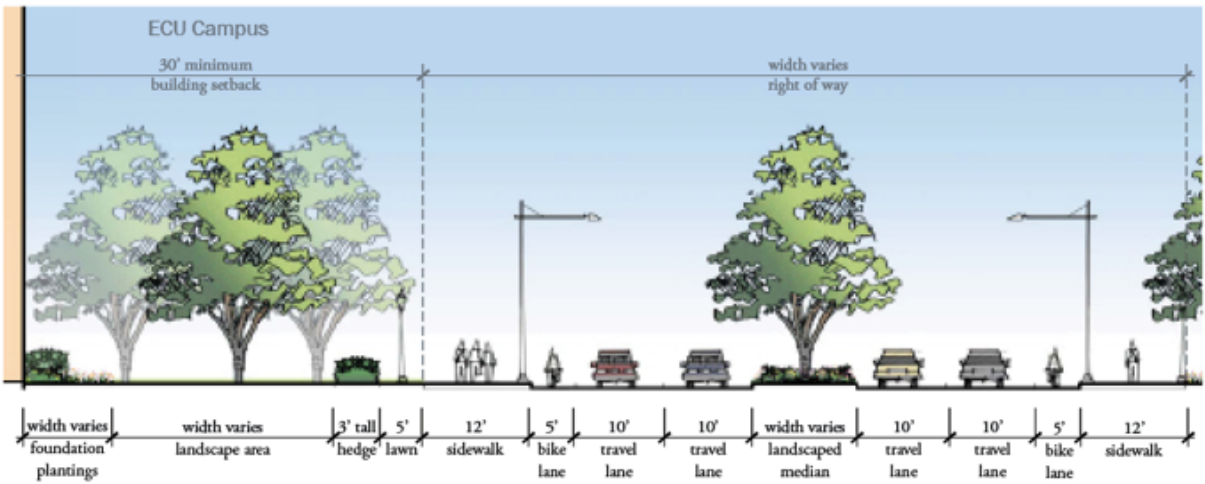 ECU Campus
30' minimum
building setback
width varies
right of way
width varies
foundation
plantings
width varies
landscape area
3' tall
hedge
5'
lawn
12'
sidewalk
5'
bike
lane
10'
travel
lane
10'
travel
lane
width varies
landscaped
median
10'
travel
lane
10'
travel
lane
5'
bike
lane
12'
sidewalk